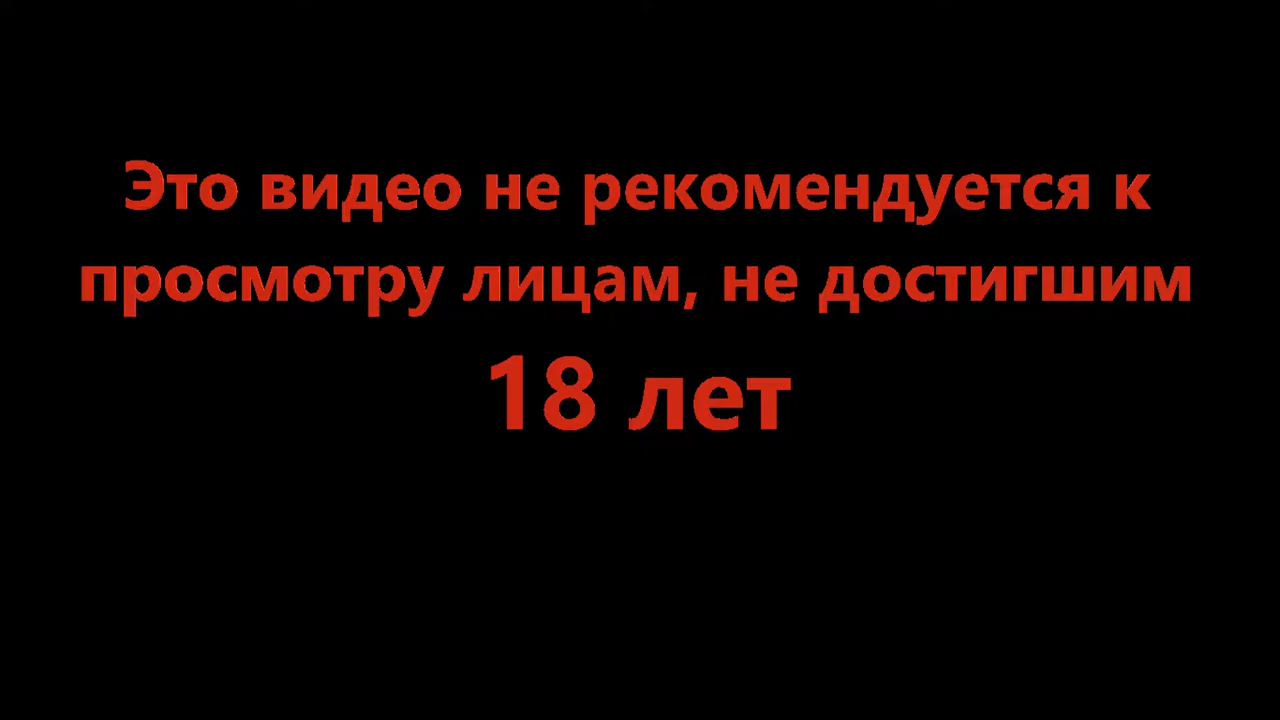 Это видео не рекомендуется к
просмотру лицам, не достигшим
18 лет